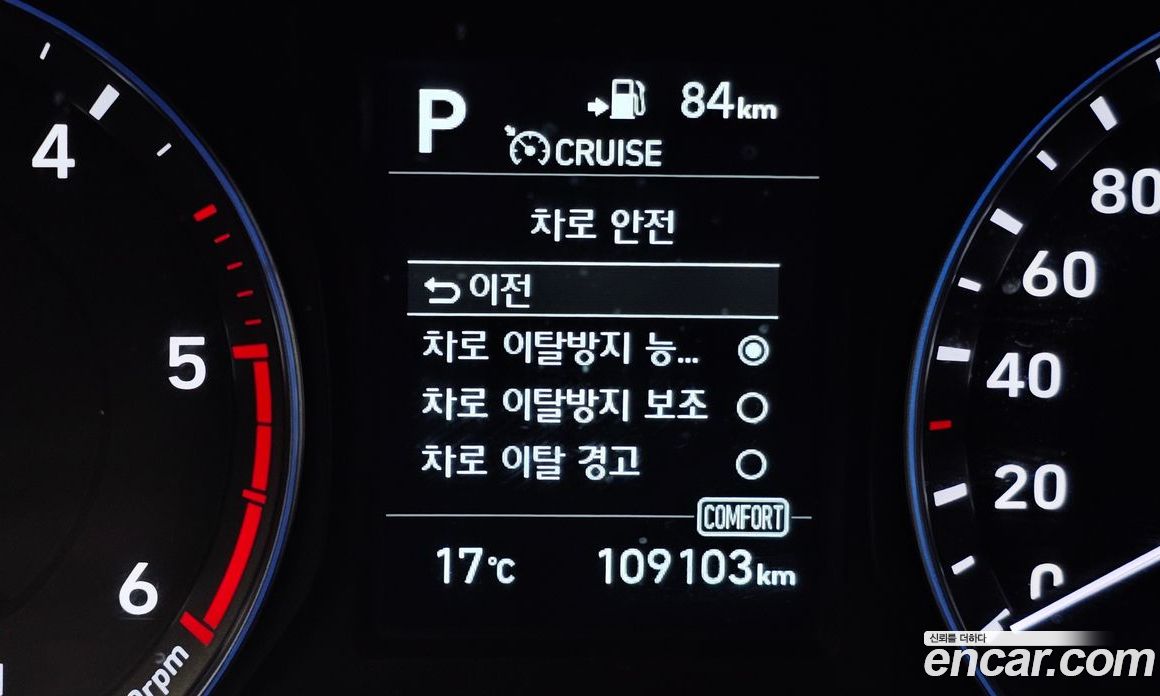 P
84km
CRUISE
차로 안전
이전
차로 이탈방지 능...
차로 이탈방지 보조
차로 이탈 경고
COMFORT
17°C
109103km
4
5
6
rpm
80
60
40
20
0
신뢰를 더하다
encar.com